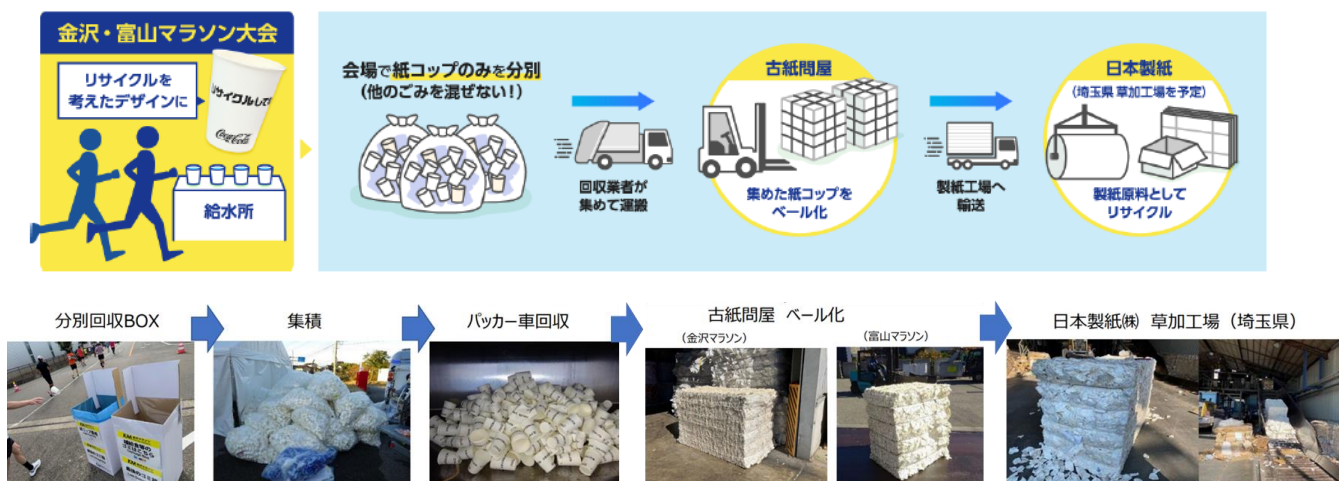 金沢・富山マラソン大会
リサイクルを
考えたデザインに
リサイクルして!
Coca-Cola
給水所
会場で紙コップのみを分別
(他のごみを混ぜない!)
回収業者が
集めて運搬
古紙問屋
集めた紙コップを
ベール化
製紙工場へ
輸送
日本製紙
(埼玉県 草加工場を予定)
製紙原料として
リサイクル
分別回収BOX
集積
パッカー車回収
古紙問屋 ベール化
(金沢マラソン)
(富山マラソン)
日本製紙㈱ 草加工場(埼玉県)